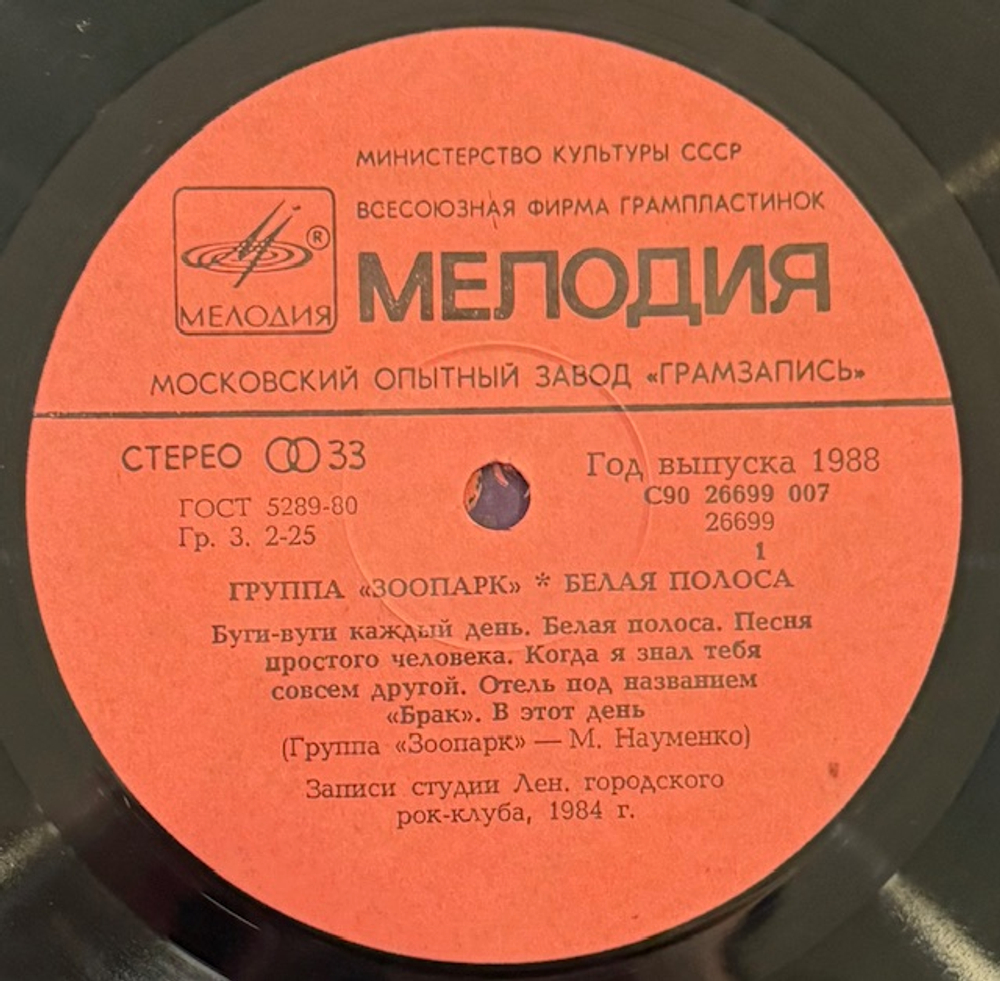 МИНИСТЕРСТВО КУЛЬТУРЫ СССР
ВСЕСОЮЗНАЯ ФИРМА ГРАМПЛАСТИНОК
МЕЛОДИЯ
®
МЕЛОДИЯ
МОСКОВСКИЙ ОПЫТНЫЙ ЗАВОД «ГРАМЗАПИСЬ»
СТЕРЕО 33
ГОСТ 5289-80
Гр. 3. 2-25
Год выпуска 1988
С90 26699 007
26699
1
ГРУППА «ЗООПАРК» * БЕЛАЯ ПОЛОСА
Буги-вуги каждый день. Белая полоса. Песня
простого человека. Когда я знал тебя
совсем другой. Отель под названием
«Брак». В этот день
(Группа «Зоопарк» — М. Науменко)
Записи студии Лен. городского
рок-клуба, 1984 г.